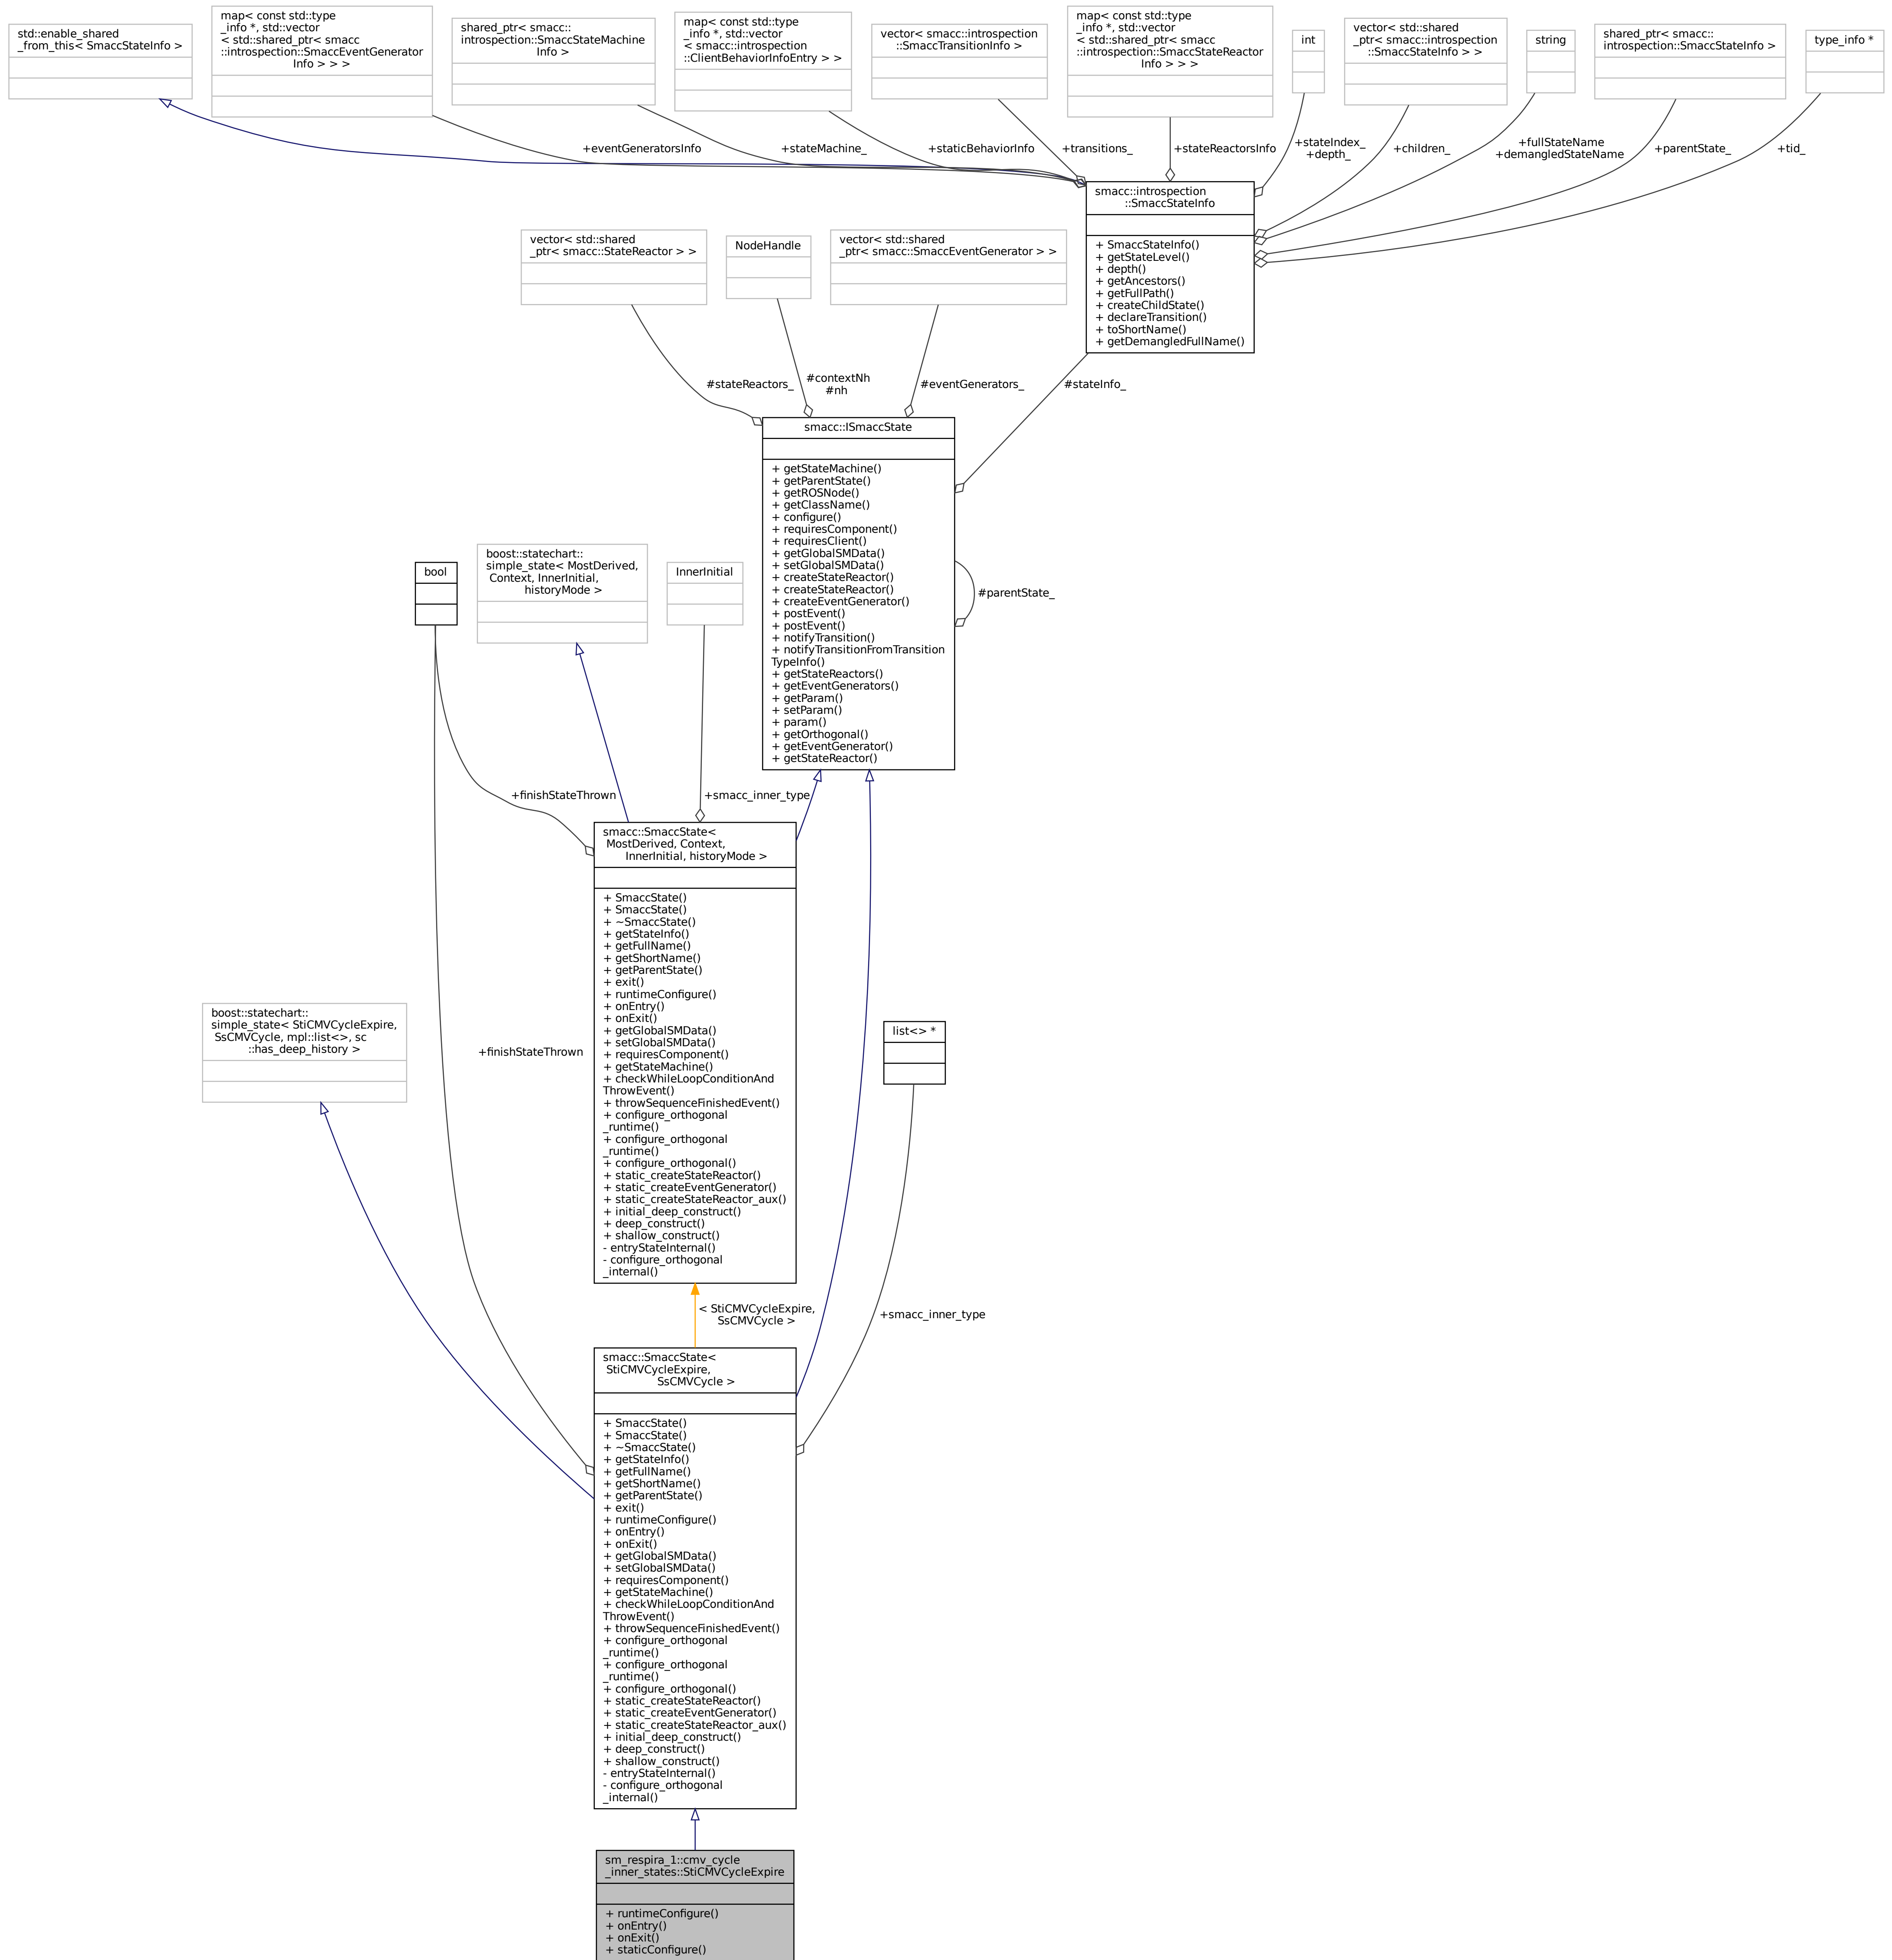 std::enable_shared
_from_this< SmaccStateInfo >
map< const std::type
_info *, std::vector
< std::shared_ptr< smacc
::introspection::SmaccEventGenerator
Info > > >
shared_ptr< smacc::
introspection::SmaccStateMachine
Info >
map< const std::type
_info *, std::vector
< smacc::introspection
::ClientBehaviorInfoEntry > >
vector< smacc::introspection
::SmaccTransitionInfo >
map< const std::type
_info *, std::vector
< std::shared_ptr< smacc
::introspection::SmaccStateReactor
Info > > >
int
vector< std::shared
_ptr< smacc::introspection
::SmaccStateInfo > >
string
shared_ptr< smacc::
introspection::SmaccStateInfo >
type_info *
+eventGeneratorsInfo
+stateMachine_
+staticBehaviorInfo
+transitions_
+stateReactorsInfo
+stateIndex_
+depth_
+children_
+fullStateName
+demangledStateName
+parentState_
+tid_
smacc::introspection
::SmaccStateInfo
+ SmaccStateInfo()
+ getStateLevel()
+ depth()
+ getAncestors()
+ getFullPath()
+ createChildState()
+ declareTransition()
+ toShortName()
+ getDemangledFullName()
vector< std::shared
_ptr< smacc::StateReactor > >
NodeHandle
vector< std::shared
_ptr< smacc::SmaccEventGenerator > >
#stateReactors_
#contextNh
#nh
#eventGenerators_
#stateInfo_
smacc::ISmaccState
+ getStateMachine()
+ getParentState()
+ getROSNode()
+ getClassName()
+ configure()
+ requiresComponent()
+ requiresClient()
+ getGlobalSMData()
+ setGlobalSMData()
+ createStateReactor()
+ createStateReactor()
+ createEventGenerator()
+ postEvent()
+ postEvent()
+ notifyTransition()
+ notifyTransitionFromTransition
TypeInfo()
+ getStateReactors()
+ getEventGenerators()
+ getParam()
+ setParam()
+ param()
+ getOrthogonal()
+ getEventGenerator()
+ getStateReactor()
#parentState_
bool
boost::statechart::
simple_state< MostDerived,
Context, InnerInitial,
historyMode >
InnerInitial
+finishStateThrown
+smacc_inner_type
smacc::SmaccState<
MostDerived, Context,
InnerInitial, historyMode >
+ SmaccState()
+ SmaccState()
+ ~SmaccState()
+ getStateInfo()
+ getFullName()
+ getShortName()
+ getParentState()
+ exit()
+ runtimeConfigure()
+ onEntry()
+ onExit()
+ getGlobalSMData()
+ setGlobalSMData()
+ requiresComponent()
+ getStateMachine()
+ checkWhileLoopConditionAnd
ThrowEvent()
+ throwSequenceFinishedEvent()
+ configure_orthogonal
_runtime()
+ configure_orthogonal
_runtime()
+ configure_orthogonal()
+ static_createStateReactor()
+ static_createEventGenerator()
+ static_createStateReactor_aux()
+ initial_deep_construct()
+ deep_construct()
+ shallow_construct()
- entryStateInternal()
- configure_orthogonal
_internal()
boost::statechart::
simple_state< StiCMVCycleExpire,
SsCMVCycle, mpl::list<>, sc
::has_deep_history >
+finishStateThrown
list<> *
< StiCMVCycleExpire,
SsCMVCycle >
+smacc_inner_type
smacc::SmaccState<
StiCMVCycleExpire,
SsCMVCycle >
+ SmaccState()
+ SmaccState()
+ ~SmaccState()
+ getStateInfo()
+ getFullName()
+ getShortName()
+ getParentState()
+ exit()
+ runtimeConfigure()
+ onEntry()
+ onExit()
+ getGlobalSMData()
+ setGlobalSMData()
+ requiresComponent()
+ getStateMachine()
+ checkWhileLoopConditionAnd
ThrowEvent()
+ throwSequenceFinishedEvent()
+ configure_orthogonal
_runtime()
+ configure_orthogonal
_runtime()
+ configure_orthogonal()
+ static_createStateReactor()
+ static_createEventGenerator()
+ static_createStateReactor_aux()
+ initial_deep_construct()
+ deep_construct()
+ shallow_construct()
- entryStateInternal()
- configure_orthogonal
_internal()
sm_respira_1::cmv_cycle
_inner_states::StiCMVCycleExpire
+ runtimeConfigure()
+ onEntry()
+ onExit()
+ staticConfigure()